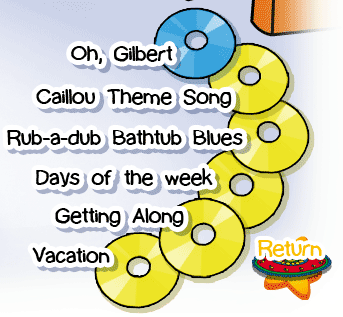 Oh, Gilbert
Caillou Theme Song
Rub-a-dub Bathtub Blues
Days of the week
Getting Along
Vacation
Return